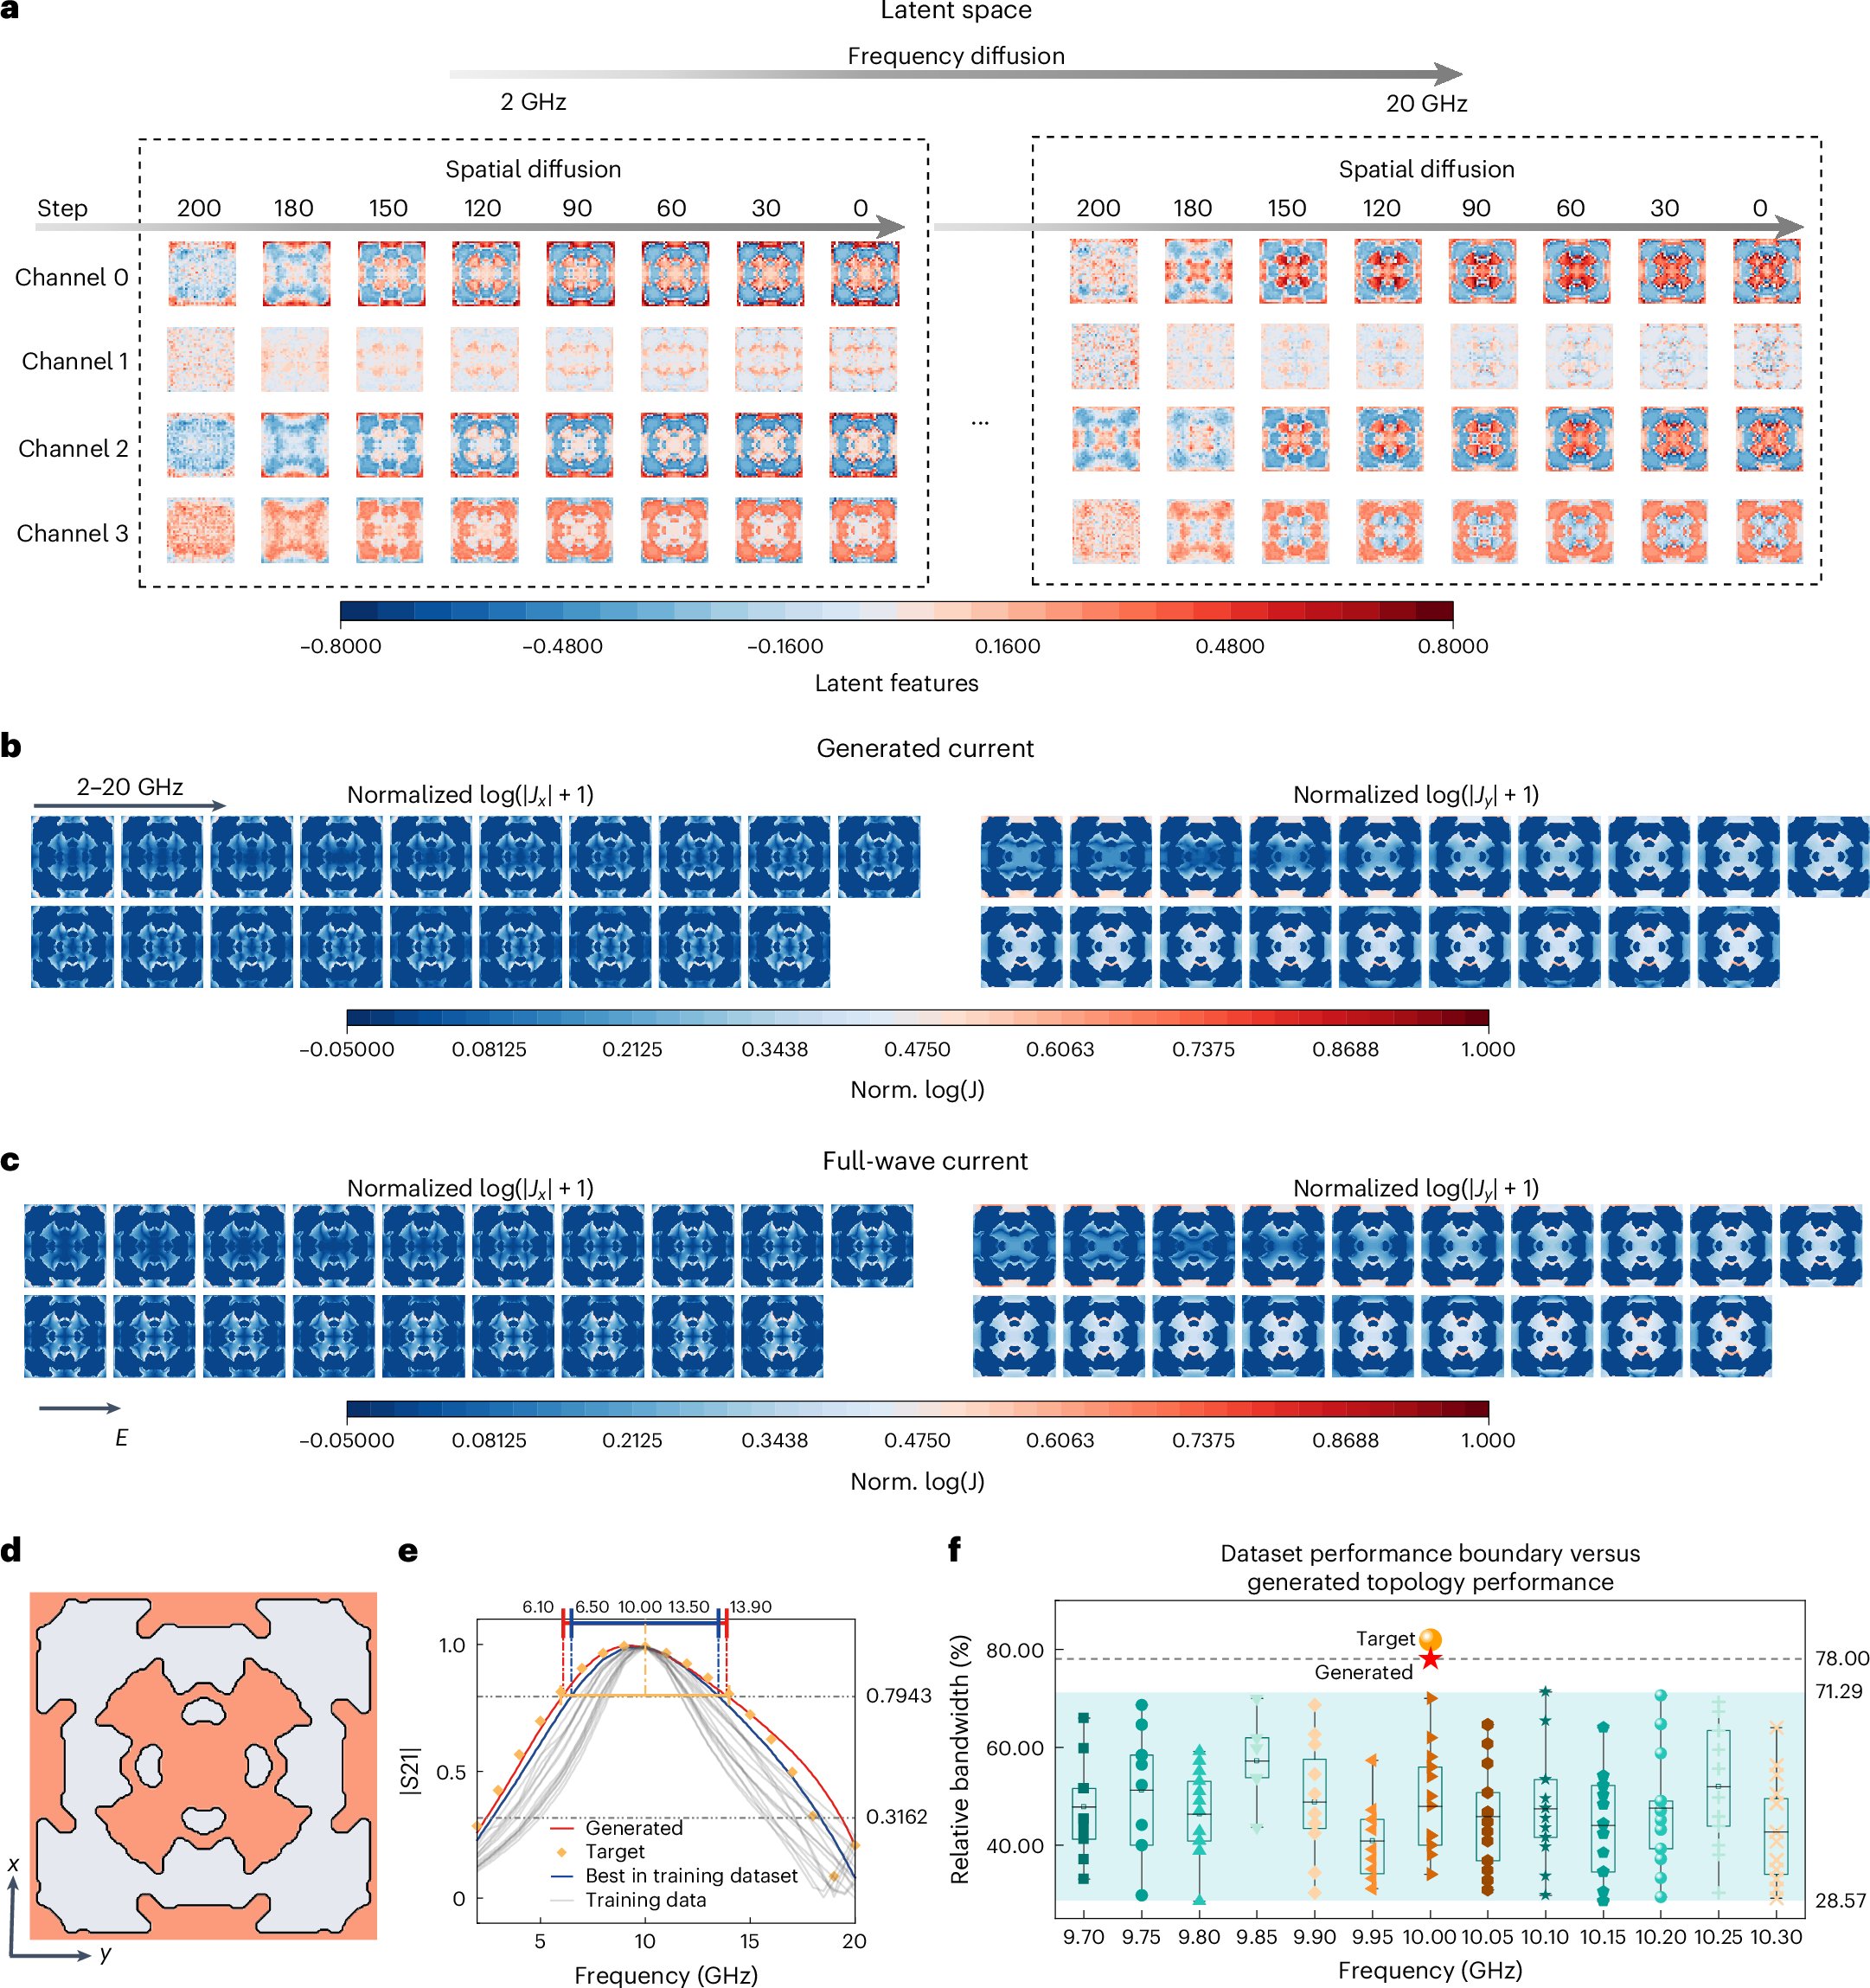 a
Latent space
Frequency diffusion
2 GHz 20 GHz
Spatial diffusion Spatial diffusion
Step 200 180 150 120 90 60 30 0 200 180 150 120 90 60 30 0
Channel 0
Channel 1
Channel 2
...
Channel 3
−0.8000 −0.4800 −0.1600 0.1600 0.4800 0.8000
Latent features
b
Generated current
2–20 GHz
Normalized log(|Jx| + 1) Normalized log(|Jy| + 1)
−0.05000 0.08125 0.2125 0.3438 0.4750 0.6063 0.7375 0.8688 1.000
Norm. log(J)
c
Full-wave current
Normalized log(|Jx| + 1) Normalized log(|Jy| + 1)
E
−0.05000 0.08125 0.2125 0.3438 0.4750 0.6063 0.7375 0.8688 1.000
Norm. log(J)
d
x
y
e
6.10 6.50 10.00 13.50 13.90
1.0
0.7943
0.5
0.3162
0
|S21|
Generated
Target
Best in training dataset
Training data
5 10 15 20
Frequency (GHz)
f
Dataset performance boundary versus
generated topology performance
Relative bandwidth (%)
80.00
60.00
40.00
Target
Generated
78.00
71.29
28.57
9.70 9.75 9.80 9.85 9.90 9.95 10.00 10.05 10.10 10.15 10.20 10.25 10.30
Frequency (GHz)